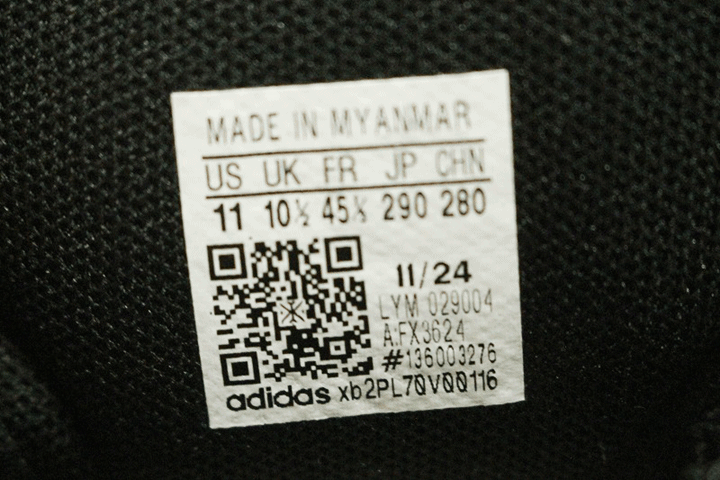 MADE IN MYANMAR
US UK FR JP CHN
11 10½ 45⅓ 290 280
11/24
LYM 029004
A:FX3624
#136003276
adidas xb2PL70V00116